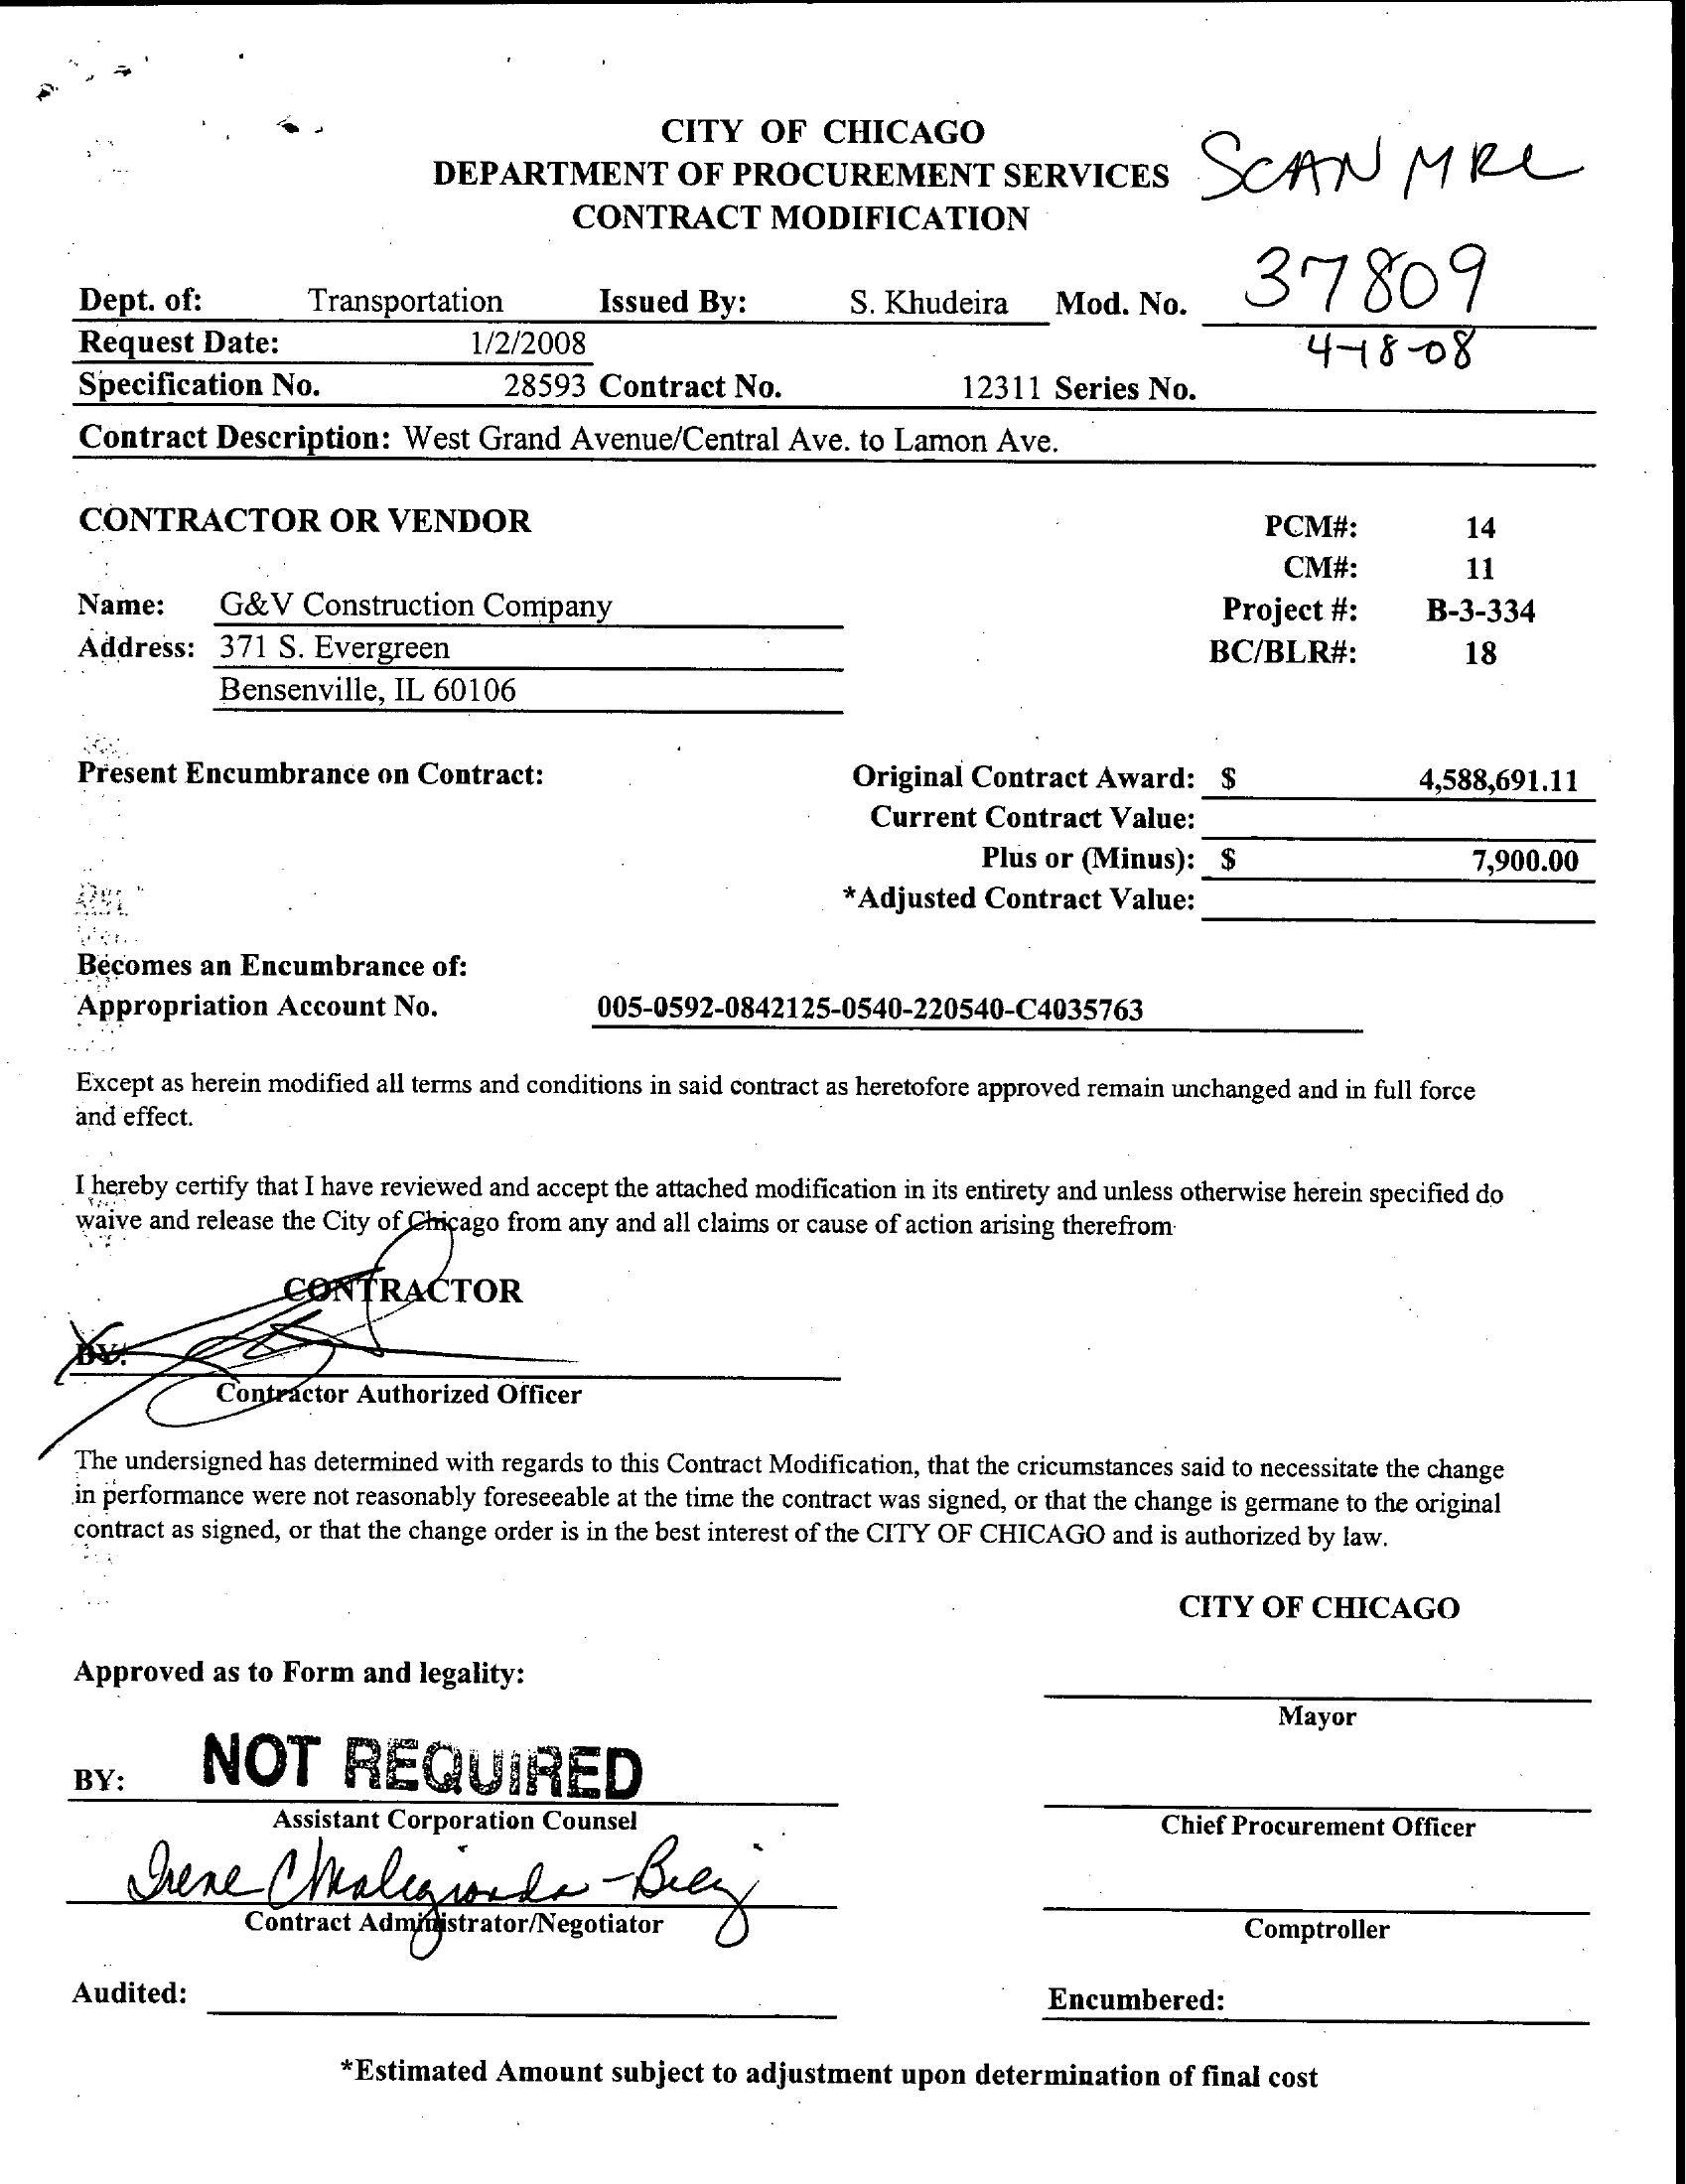 CITY OF CHICAGO
DEPARTMENT OF PROCUREMENT SERVICES
SCAN MRL
CONTRACT MODIFICATION
Dept. of: Transportation Issued By: S. Khudeira Mod. No. 37809
Request Date: 1/2/2008 4-18-08
Specification No. 28593 Contract No. 12311 Series No.
Contract Description: West Grand Avenue/Central Ave. to Lamon Ave.
CONTRACTOR OR VENDOR
PCM#: 14
CM#: 11
Name: G&V Construction Company
Project #: B-3-334
Address: 371 S. Evergreen
BC/BLR#: 18
Bensenville, IL 60106
Present Encumbrance on Contract:
Original Contract Award: $ 4,588,691.11
Current Contract Value:
Plus or (Minus): $ 7,900.00
*Adjusted Contract Value:
Becomes an Encumbrance of:
Appropriation Account No. 005-0592-0842125-0540-220540-C4035763
Except as herein modified all terms and conditions in said contract as heretofore approved remain unchanged and in full force
and effect.
I hereby certify that I have reviewed and accept the attached modification in its entirety and unless otherwise herein specified do
waive and release the City of Chicago from any and all claims or cause of action arising therefrom
CONTRACTOR
BY:
Contractor Authorized Officer
The undersigned has determined with regards to this Contract Modification, that the cricumstances said to necessitate the change
in performance were not reasonably foreseeable at the time the contract was signed, or that the change is germane to the original
contract as signed, or that the change order is in the best interest of the CITY OF CHICAGO and is authorized by law.
CITY OF CHICAGO
Approved as to Form and legality:
Mayor
BY: NOT REQUIRED
Assistant Corporation Counsel
Chief Procurement Officer
Irene
Contract Administrator/Negotiator
Comptroller
Audited:
Encumbered:
*Estimated Amount subject to adjustment upon determination of final cost